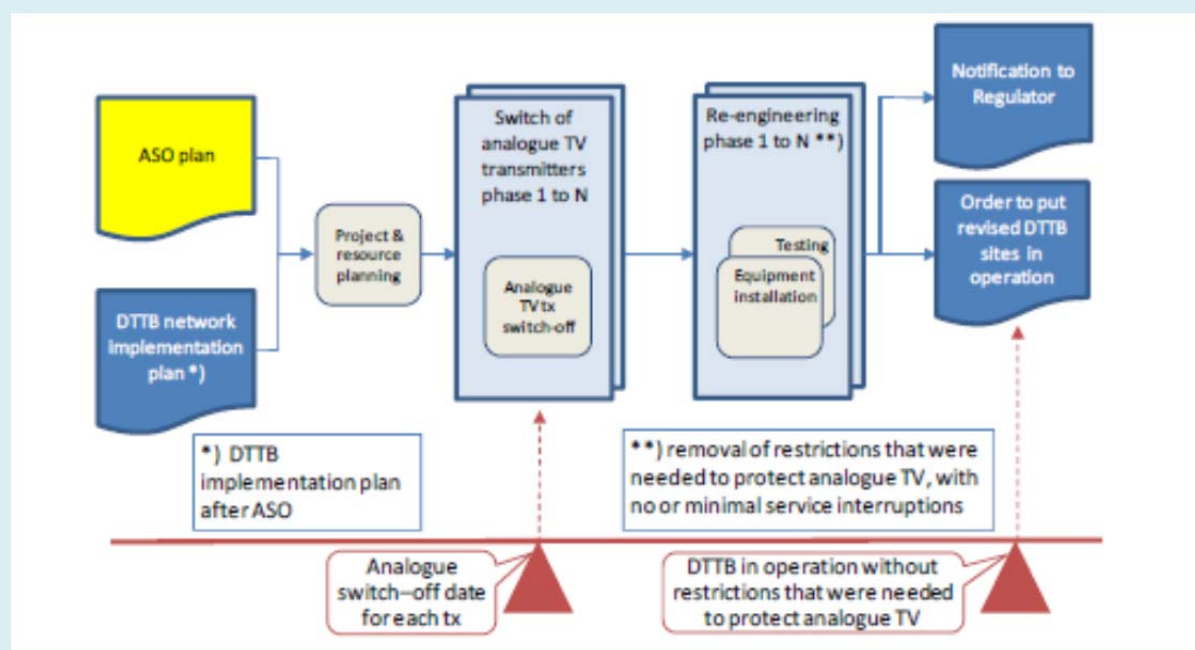 ASO plan
DTTB network
implementation
plan *)
Project &
resource
planning
Switch of
analogue TV
transmitters
phase 1 to N
Analogue
TV tx
switch-off
Re-engineering
phase 1 to N **)
Testing
Equipment
installation
Notification to
Regulator
Order to put
revised DTTB
sites in
operation
*) DTTB
implementation plan
after ASO
**) removal of restrictions that were
needed to protect analogue TV, with
no or minimal service interruptions
Analogue
switch–off date
for each tx
DTTB in operation without
restrictions that were needed
to protect analogue TV